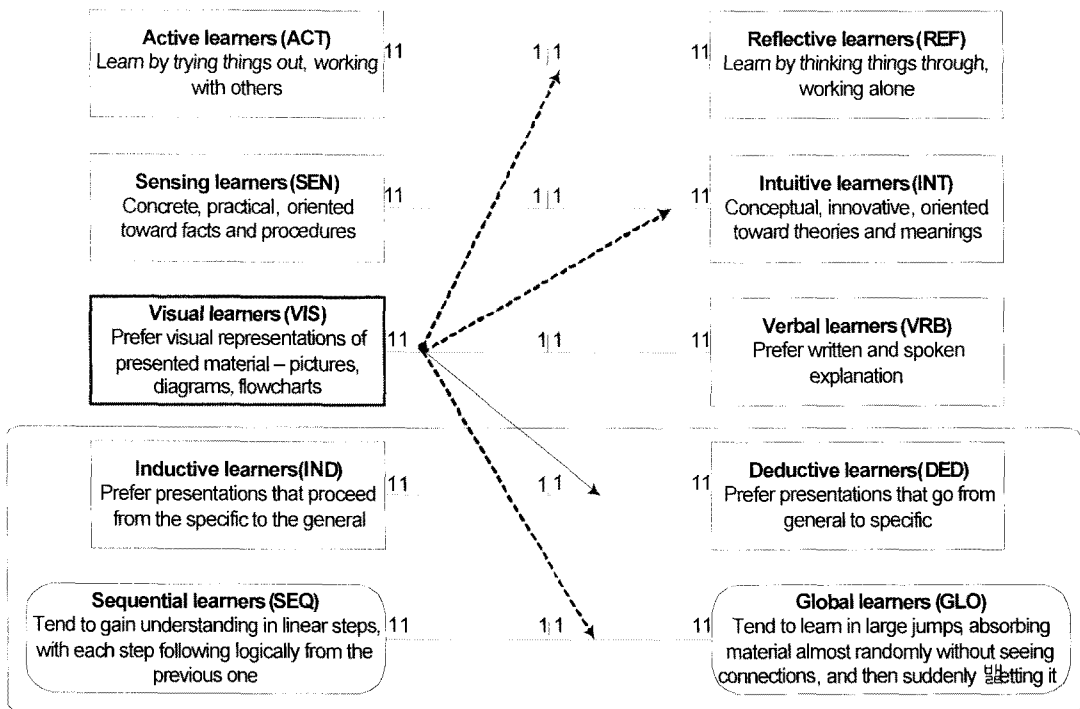 Active learners (ACT)
Learn by trying things out, working
with others
11
1 1
11
Reflective learners (REF)
Learn by thinking things through,
working alone
Sensing learners (SEN)
Concrete, practical, oriented
toward facts and procedures
11
1 1
11
Intuitive learners (INT)
Conceptual, innovative, oriented
toward theories and meanings
Visual learners (VIS)
Prefer visual representations of
presented material – pictures,
diagrams, flowcharts
11
1 1
11
Verbal learners (VRB)
Prefer written and spoken
explanation
Inductive learners(IND)
Prefer presentations that proceed
from the specific to the general
11
1 1
11
Deductive learners(DED)
Prefer presentations that go from
general to specific
Sequential learners (SEQ)
Tend to gain understanding in linear steps,
with each step following logically from the
previous one
11
1 1
11
Global learners (GLO)
Tend to learn in large jumps, absorbing
material almost randomly without seeing
connections, and then suddenly it